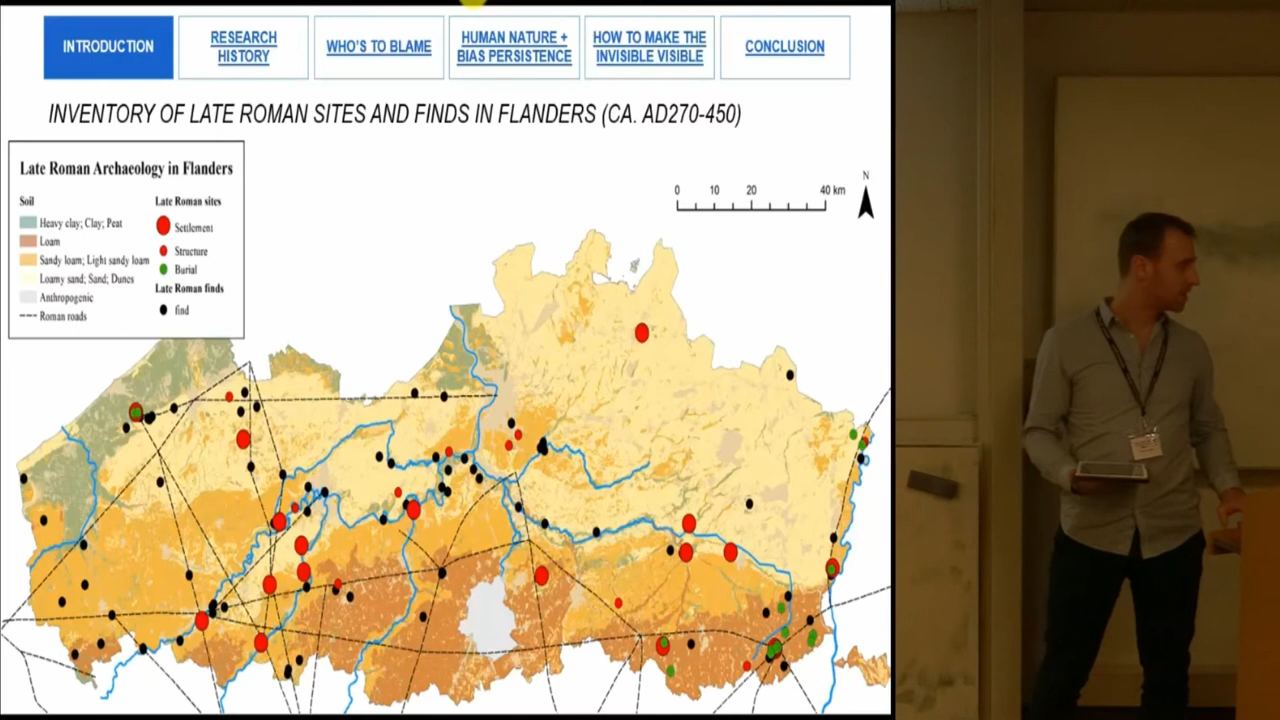 INTRODUCTION
RESEARCH
HISTORY
WHO'S TO BLAME
HUMAN NATURE +
BIAS PERSISTENCE
HOW TO MAKE THE
INVISIBLE VISIBLE
CONCLUSION
INVENTORY OF LATE ROMAN SITES AND FINDS IN FLANDERS (CA. AD270-450)
Late Roman Archaeology in Flanders
Soil
Heavy clay; Clay; Peat
Loam
Sandy loam; Light sandy loam
Loamy sand; Sand; Dunes
Anthropogenic
Roman roads
Late Roman sites
Settlement
Structure
Burial
Late Roman finds
find
0 10 20 40 km
N